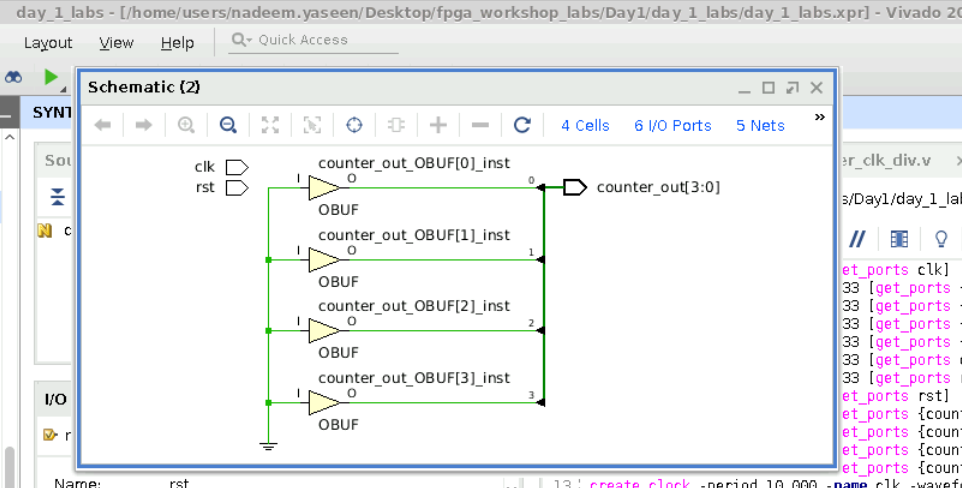 day_1_labs - [/home/users/nadeem.yaseen/Desktop/fpga_workshop_labs/Day1/day_1_labs/day_1_labs.xpr] - Vivado 20
Layout View Help Quick Access
SYNT
Schematic (2)
4 Cells 6 I/O Ports 5 Nets »
Sou
er_clk_div.v
s/Day1/day_1_lab
//
clk
rst
counter_out_OBUF[0]_inst
I O 0
OBUF
counter_out[3:0]
counter_out_OBUF[1]_inst
I O 1
OBUF
counter_out_OBUF[2]_inst
I O 2
OBUF
counter_out_OBUF[3]_inst
I O 3
OBUF
et_ports clk]
33 [get_ports
33 [get_ports
33 [get_ports
33 [get_ports
33 [get_ports
33 [get_ports
et_ports rst]
et_ports {coun
et_ports {coun
et_ports {coun
et_ports {coun
I/O
Name: rst
13 create_clock -period 10.000 -name clk -wavef